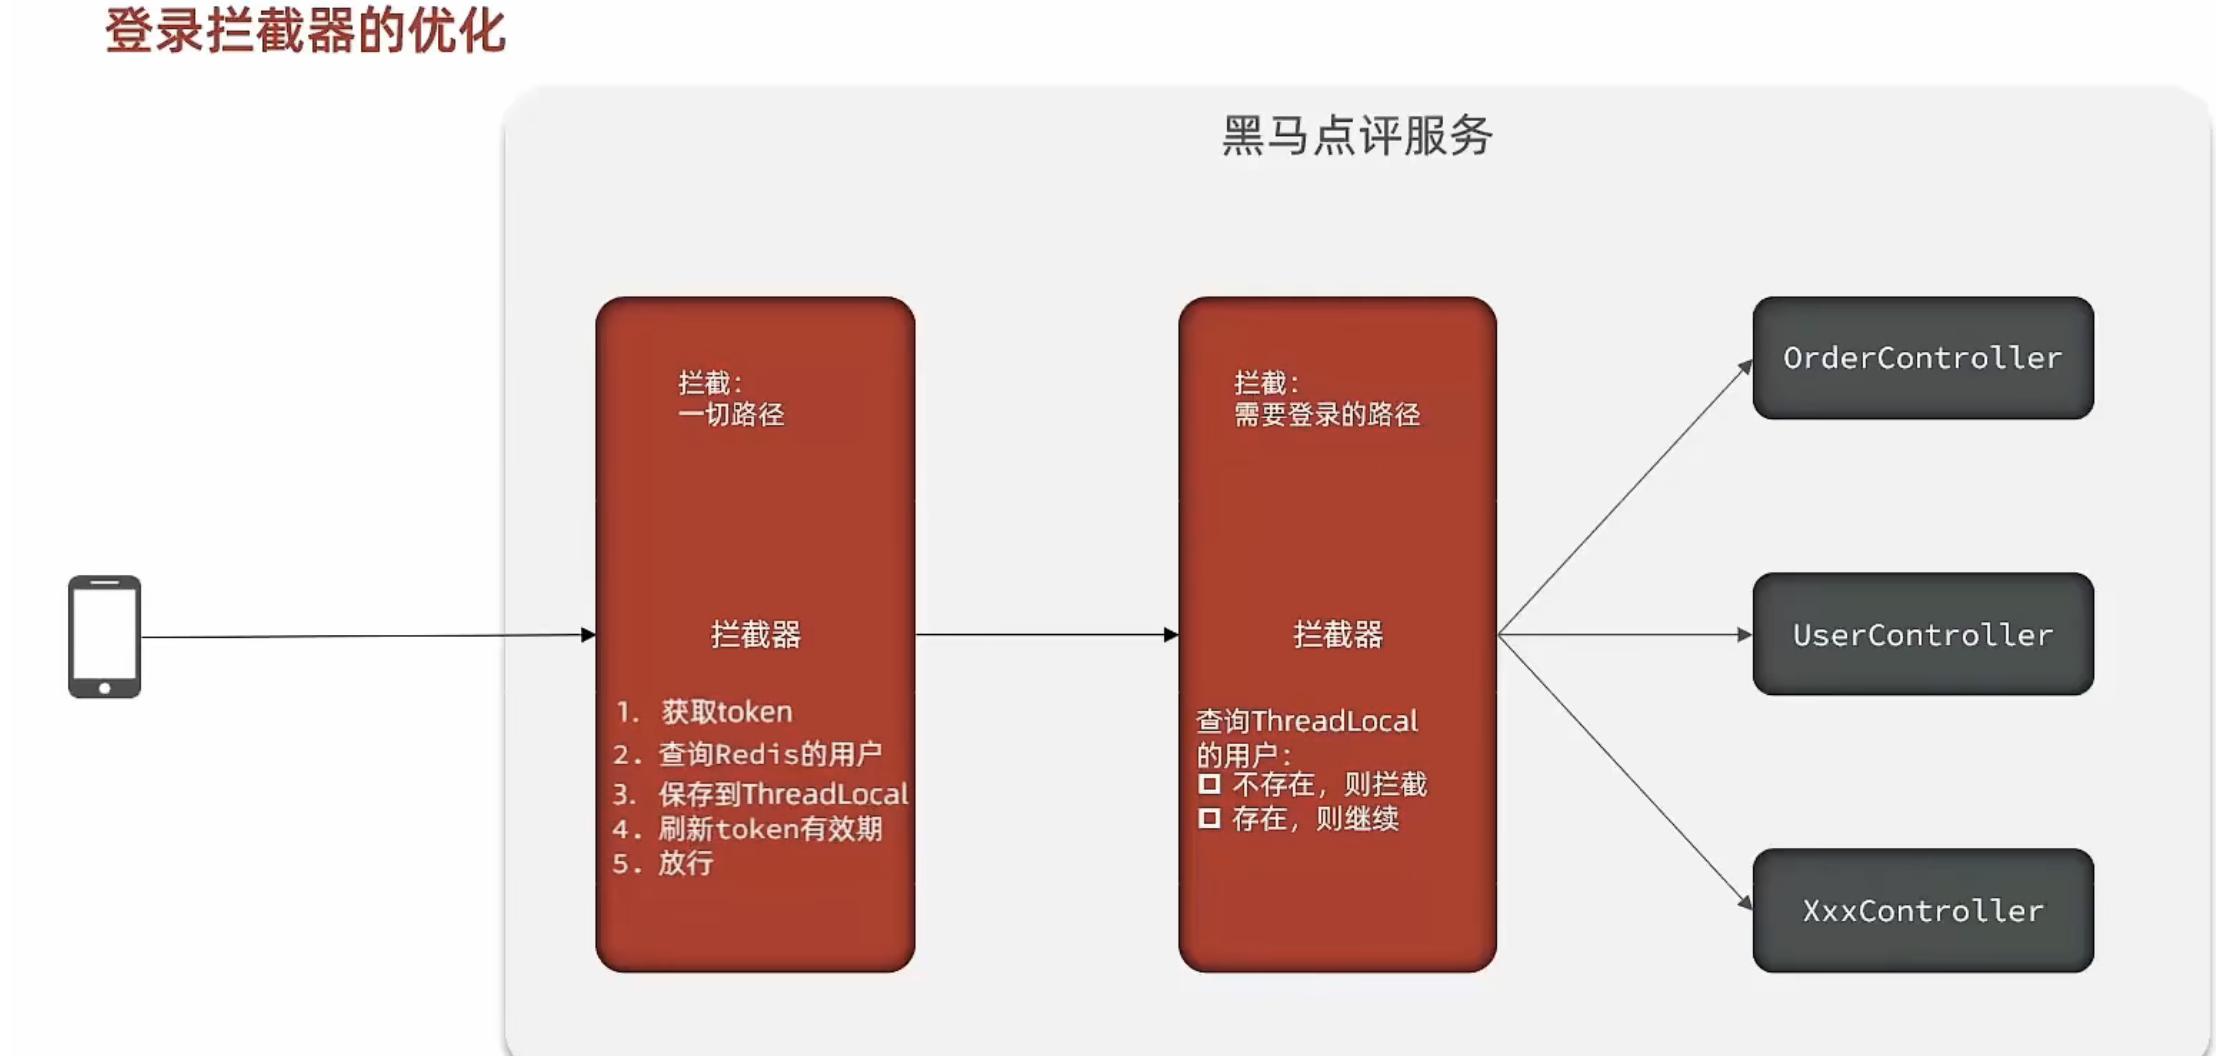 登录拦截器的优化
黑马点评服务
拦截：
一切路径
拦截器
1. 获取token
2. 查询Redis的用户
3. 保存到ThreadLocal
4. 刷新token有效期
5. 放行
拦截：
需要登录的路径
拦截器
查询ThreadLocal
的用户：
不存在，则拦截
存在，则继续
OrderController
UserController
XxxController